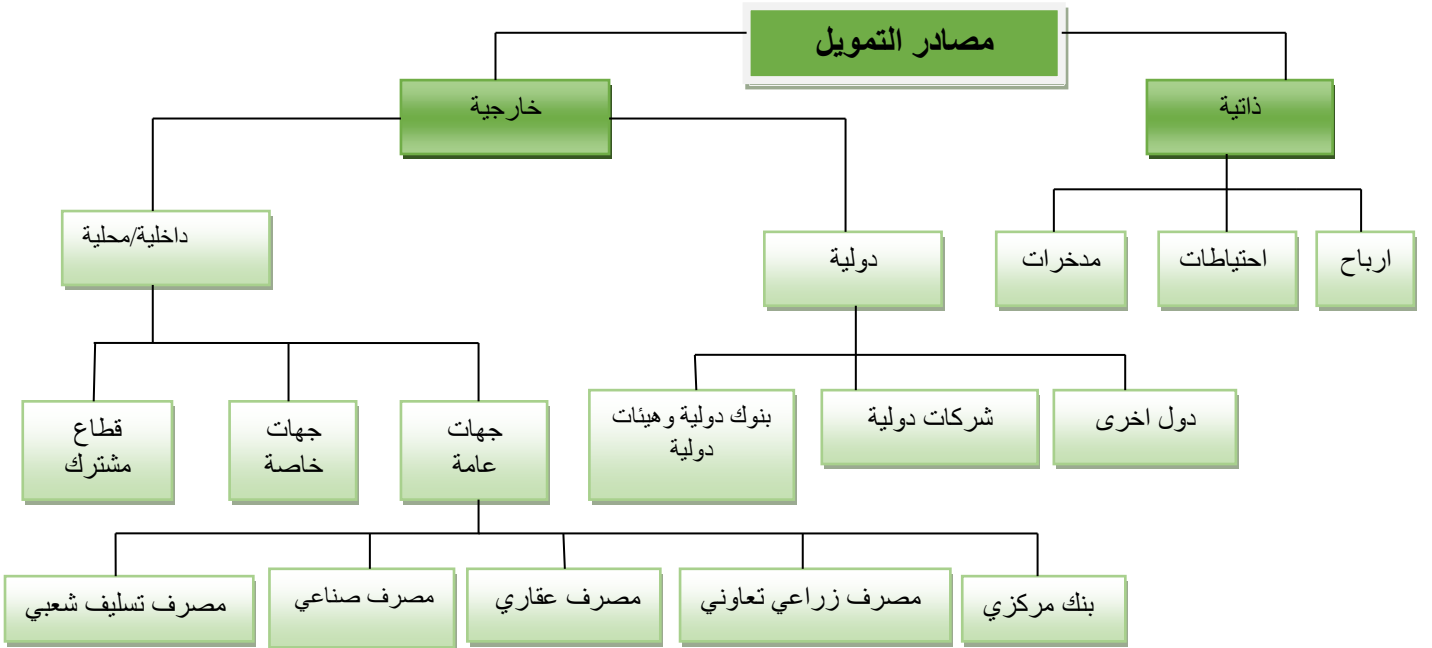 مصادر التمويل
ذاتية
خارجية
ارباح
احتياطات
مدخرات
دولية
داخلية/محلية
دول اخرى
شركات دولية
بنوك دولية وهيئات
دولية
جهات
عامة
جهات
خاصة
قطاع
مشترك
بنك مركزي
مصرف زراعي تعاوني
مصرف عقاري
مصرف صناعي
مصرف تسليف شعبي